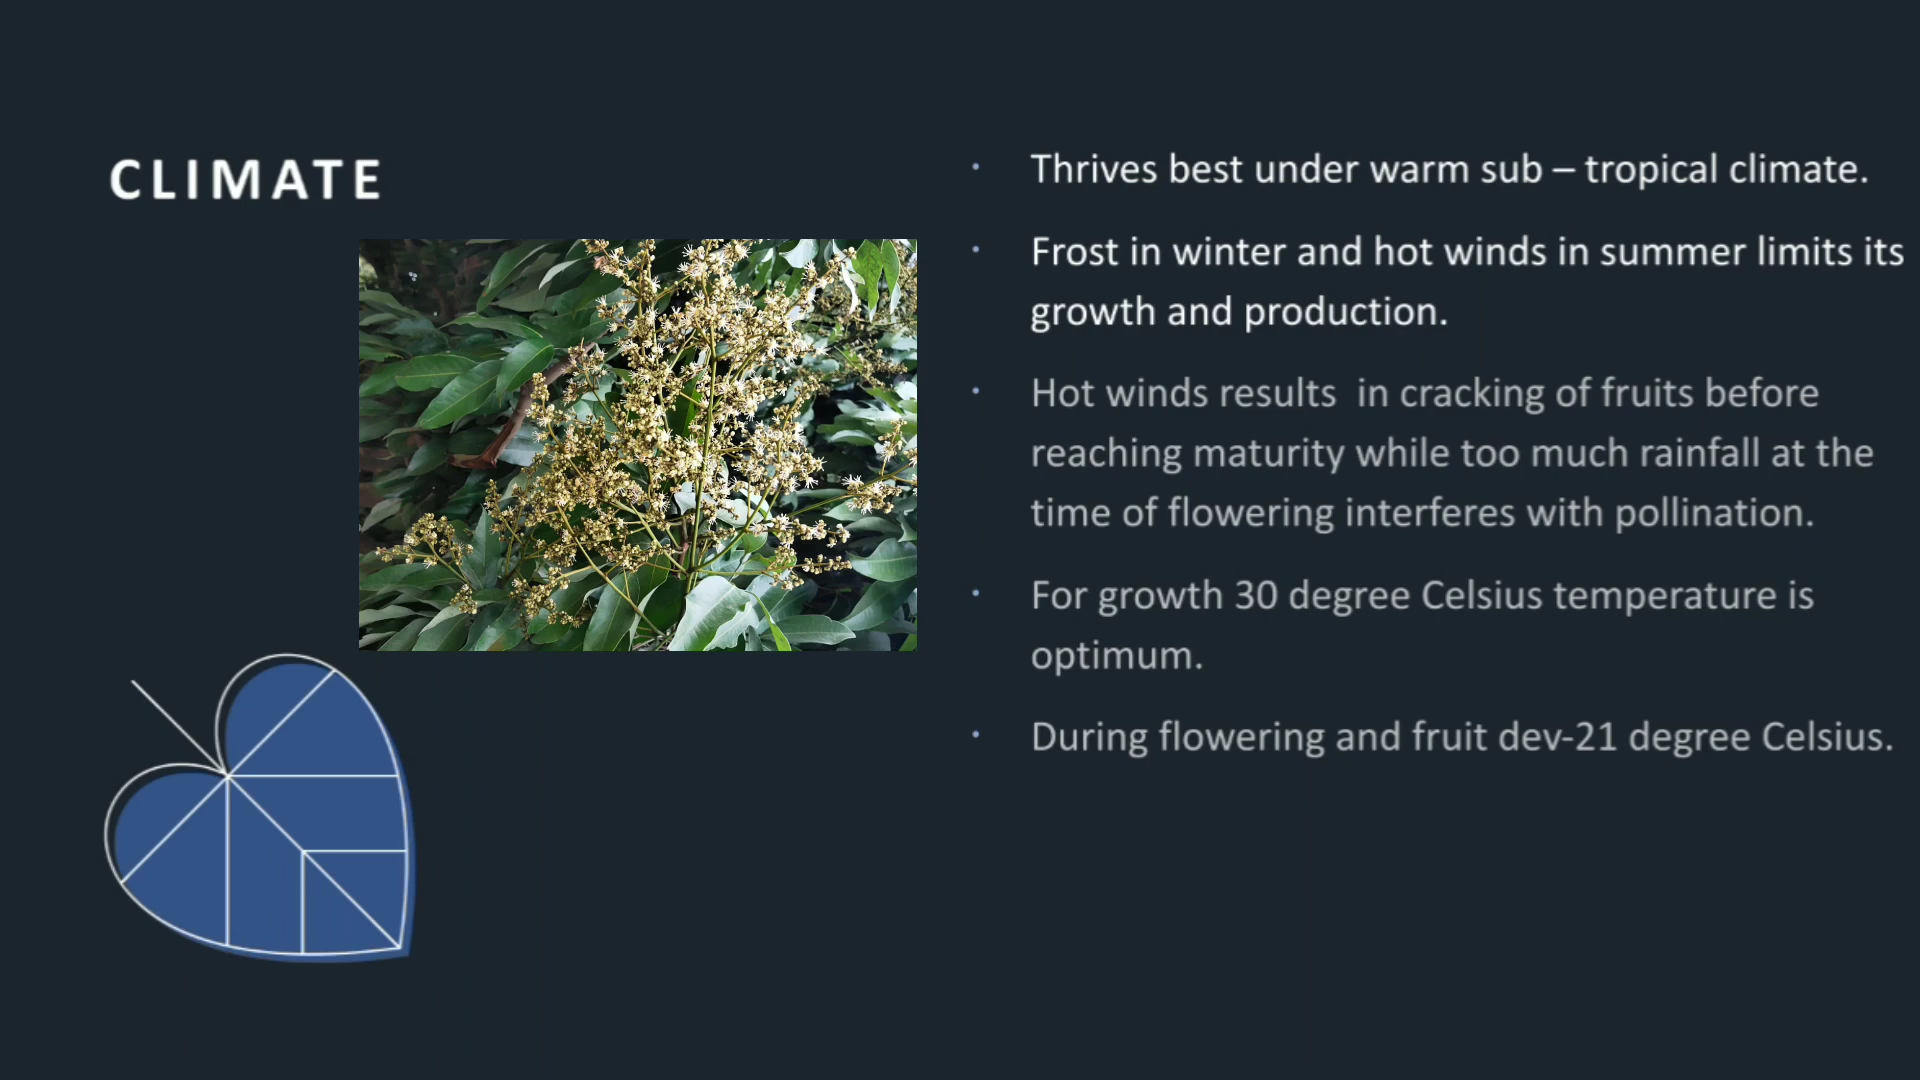 CLIMATE
Thrives best under warm sub – tropical climate.
Frost in winter and hot winds in summer limits its
growth and production.
Hot winds results  in cracking of fruits before
reaching maturity while too much rainfall at the
time of flowering interferes with pollination.
For growth 30 degree Celsius temperature is
optimum.
During flowering and fruit dev-21 degree Celsius.